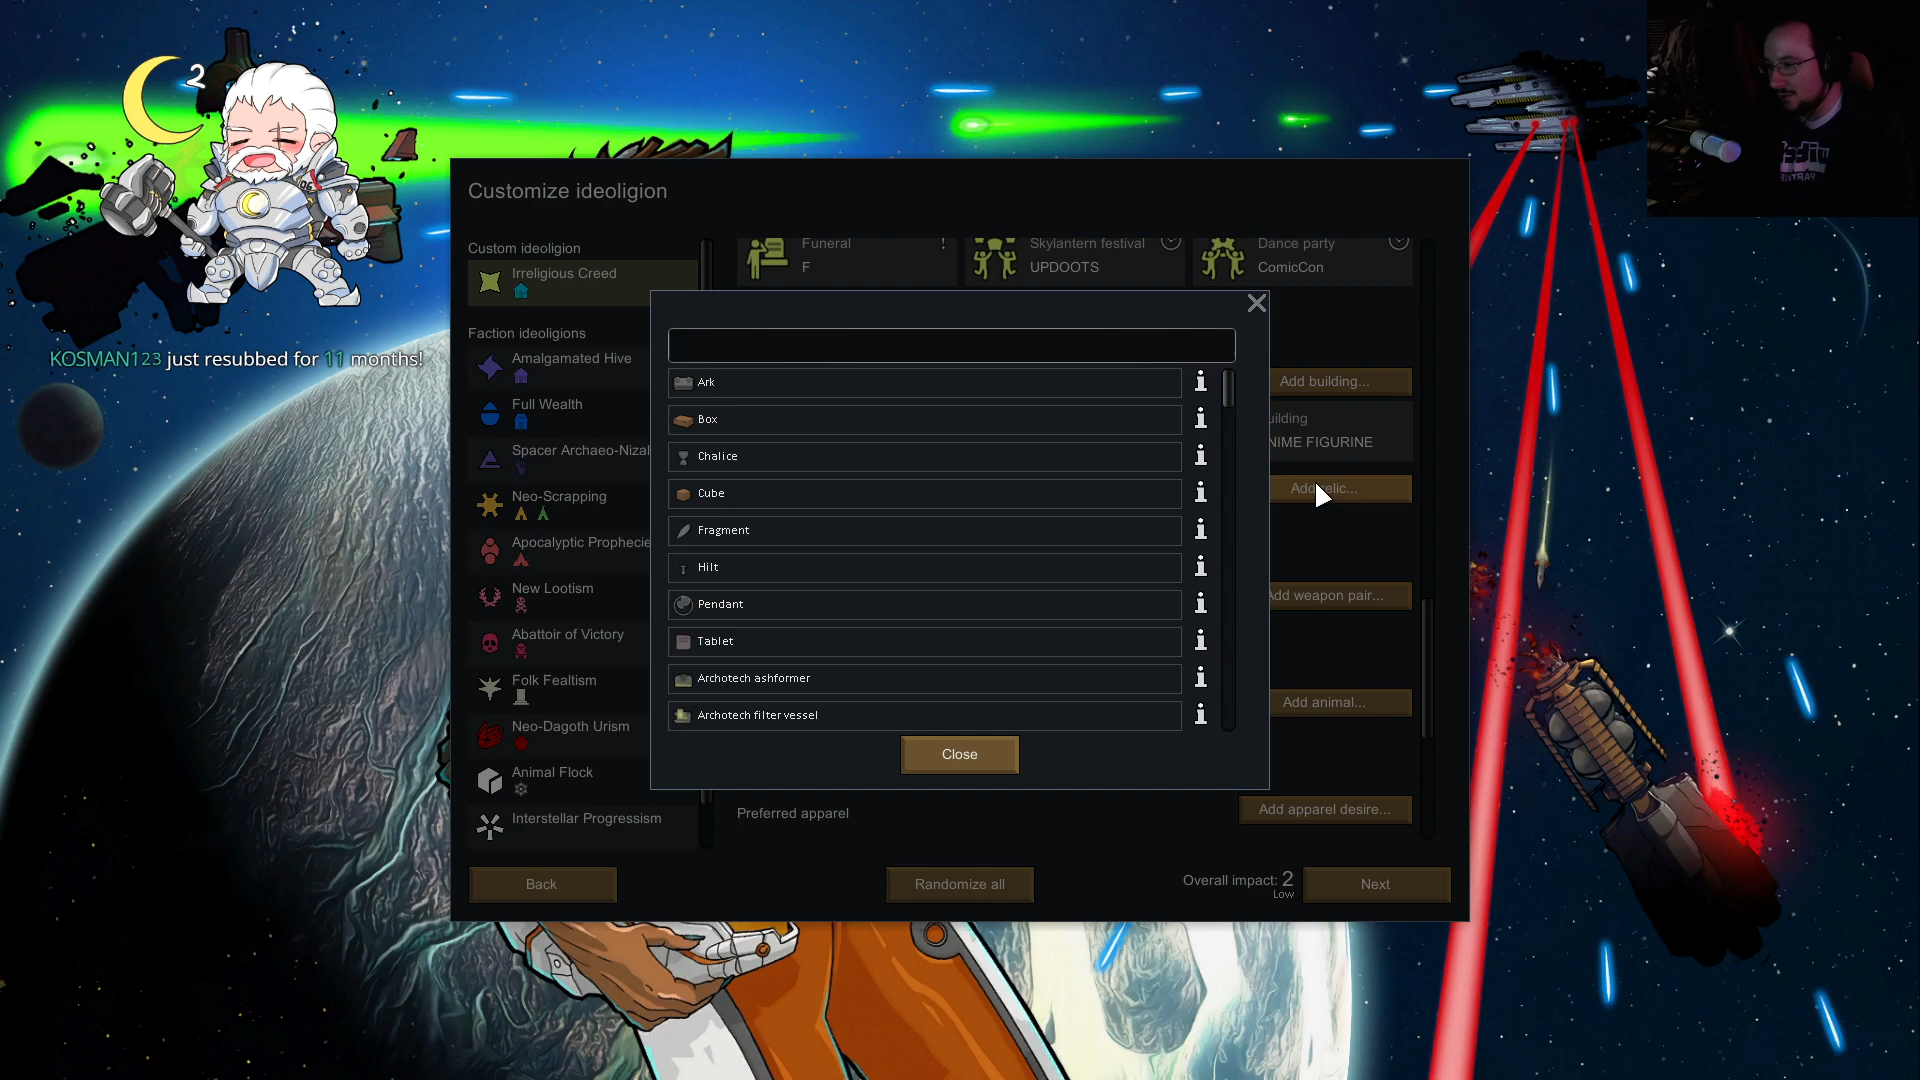 2
KOSMAN123 just resubbed for 11 months!
Customize ideoligion
Custom ideoligion
Irreligious Creed
Faction ideoligions
Amalgamated Hive
Full Wealth
Spacer Archaeo-Nizal
Neo-Scrapping
Apocalyptic Prophecie
New Lootism
Abattoir of Victory
Folk Fealtism
Neo-Dagoth Urism
Animal Flock
Interstellar Progressism
Funeral
F
!
Skylantern festival
UPDOOTS
Dance party
ComicCon
Ark
Box
Chalice
Cube
Fragment
Hilt
Pendant
Tablet
Archotech ashformer
Archotech filter vessel
Close
Add building...
uilding
NIME FIGURINE
Add relic...
Add weapon pair...
Add animal...
Preferred apparel
Add apparel desire...
Back
Randomize all
Overall impact: 2
Low
Next